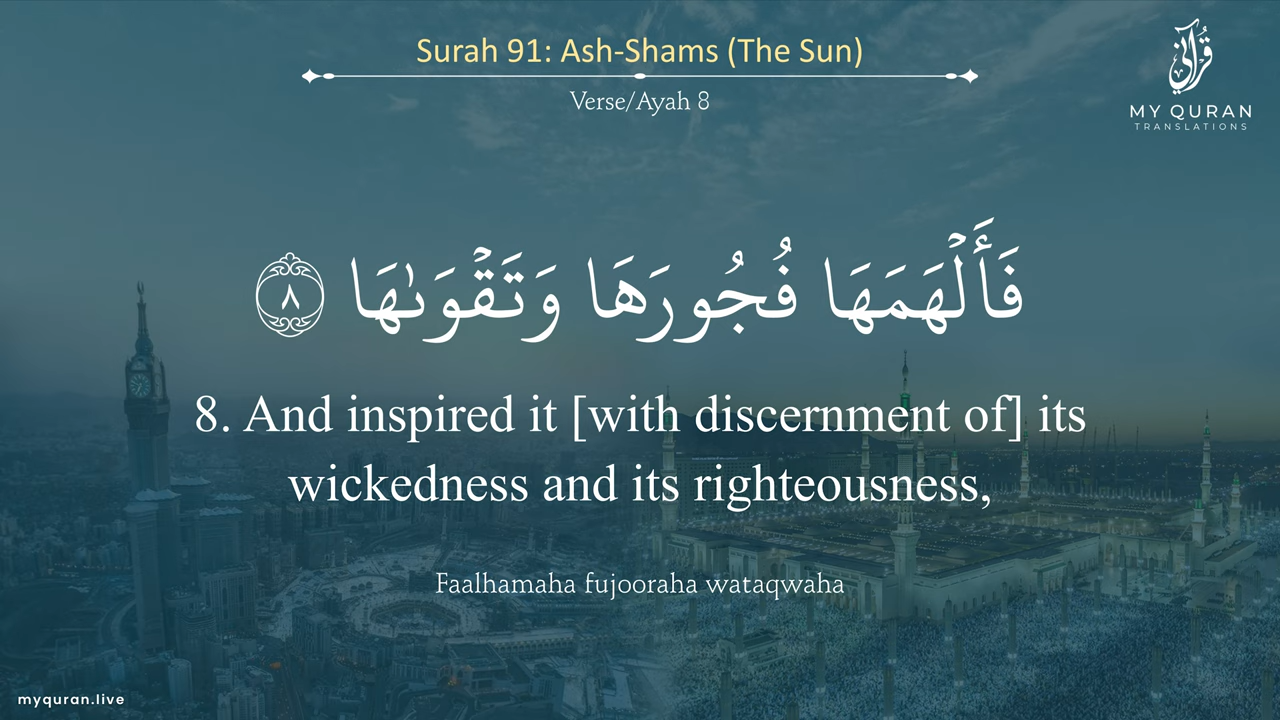 Surah 91: Ash-Shams (The Sun)
Verse/Ayah 8
قرآني
MY QURAN
TRANSLATIONS
فَأَلْهَمَهَا فُجُورَهَا وَتَقْوَىٰهَا ٨
8. And inspired it [with discernment of] its
wickedness and its righteousness,
Faalhamaha fujooraha wataqwaha
myquran.live